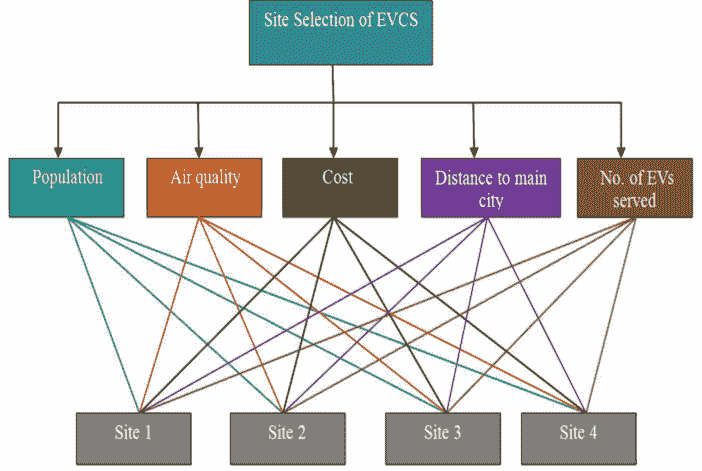 Site Selection of EVCS
Population
Air quality
Cost
Distance to main
city
No. of EVs
served
Site 1
Site 2
Site 3
Site 4